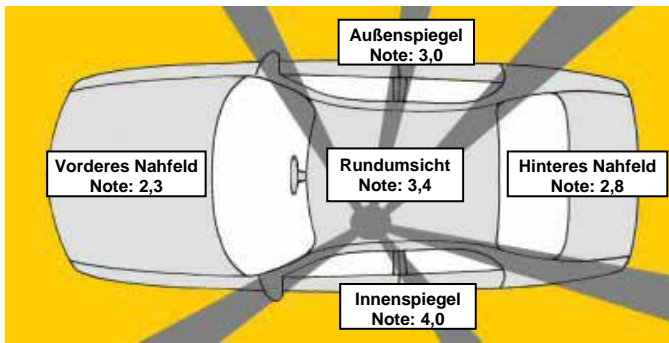 Außenspiegel
Note: 3,0
Vorderes Nahfeld
Note: 2,3
Rundumsicht
Note: 3,4
Hinteres Nahfeld
Note: 2,8
Innenspiegel
Note: 4,0